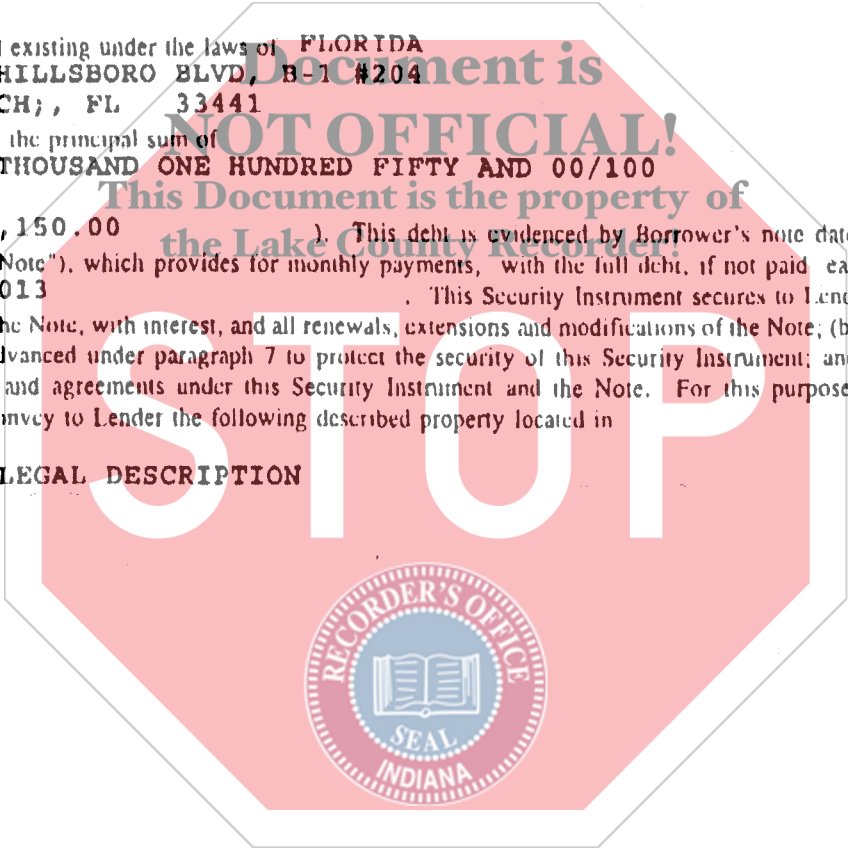 existing under the laws of FLORIDA
Document is
HILLSBORO BLVD, B-1 #204
CH;, FL 33441
NOT OFFICIAL!
the principal sum of
THOUSAND ONE HUNDRED FIFTY AND 00/100
This Document is the property of
,150.00 ). This debt is evidenced by Borrower's note date
the Lake County Recorder!
Note"), which provides for monthly payments, with the full debt, if not paid ea
013 . This Security Instrument secures to Lend
he Note, with interest, and all renewals, extensions and modifications of the Note; (b
dvanced under paragraph 7 to protect the security of this Security Instrument; an
and agreements under this Security Instrument and the Note. For this purpose
nvey to Lender the following described property located in
LEGAL DESCRIPTION
STOP
RECORDER'S OFFICE
SEAL
INDIANA